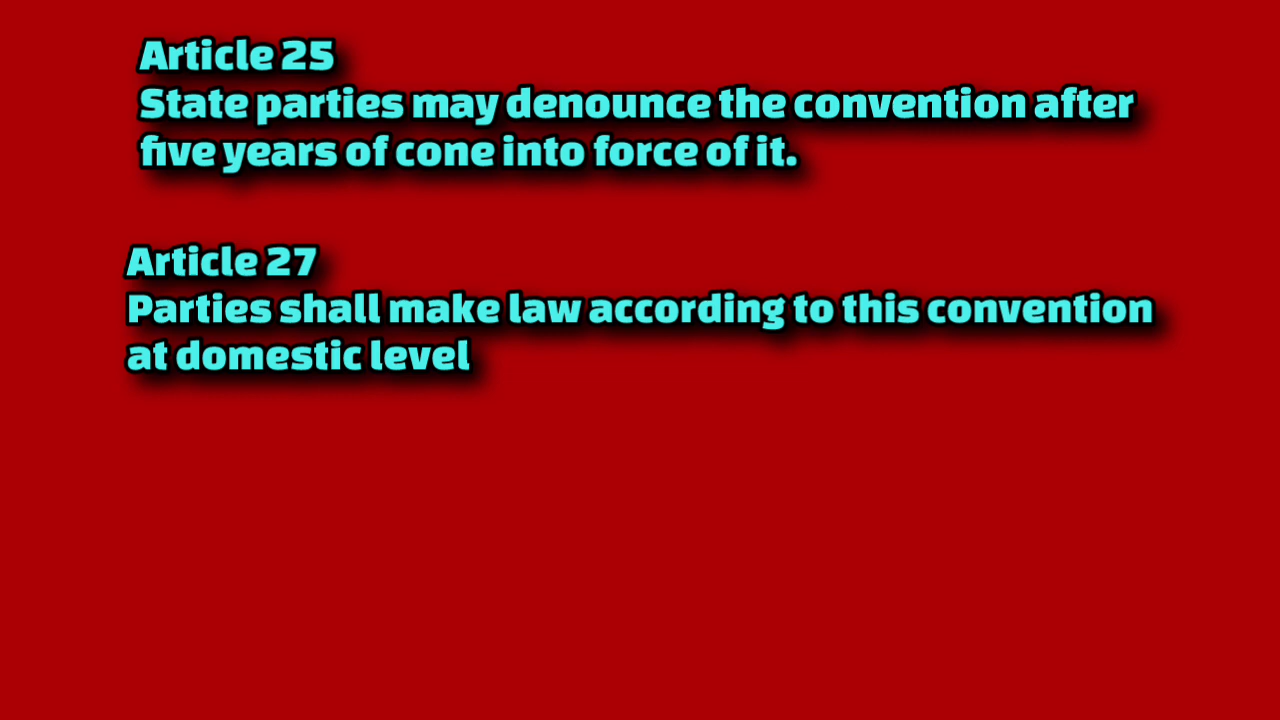 Article 25
State parties may denounce the convention after
five years of cone into force of it.
Article 27
Parties shall make law according to this convention
at domestic level